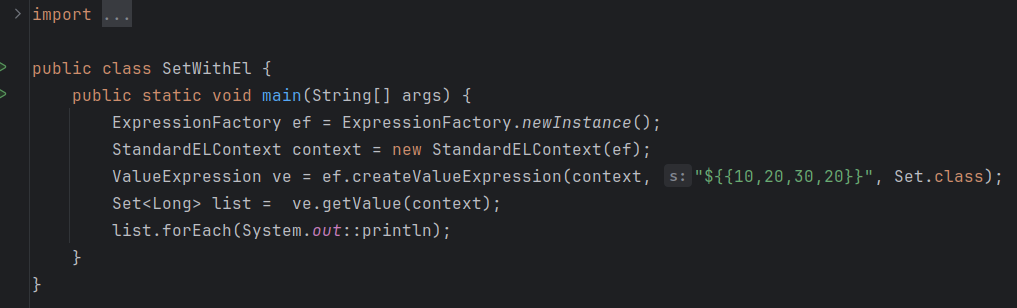 import ...
public class SetWithEl {
    public static void main(String[] args) {
        ExpressionFactory ef = ExpressionFactory.newInstance();
        StandardELContext context = new StandardELContext(ef);
        ValueExpression ve = ef.createValueExpression(context, s: "${{10,20,30,20}}", Set.class);
        Set<Long> list =  ve.getValue(context);
        list.forEach(System.out::println);
    }
}